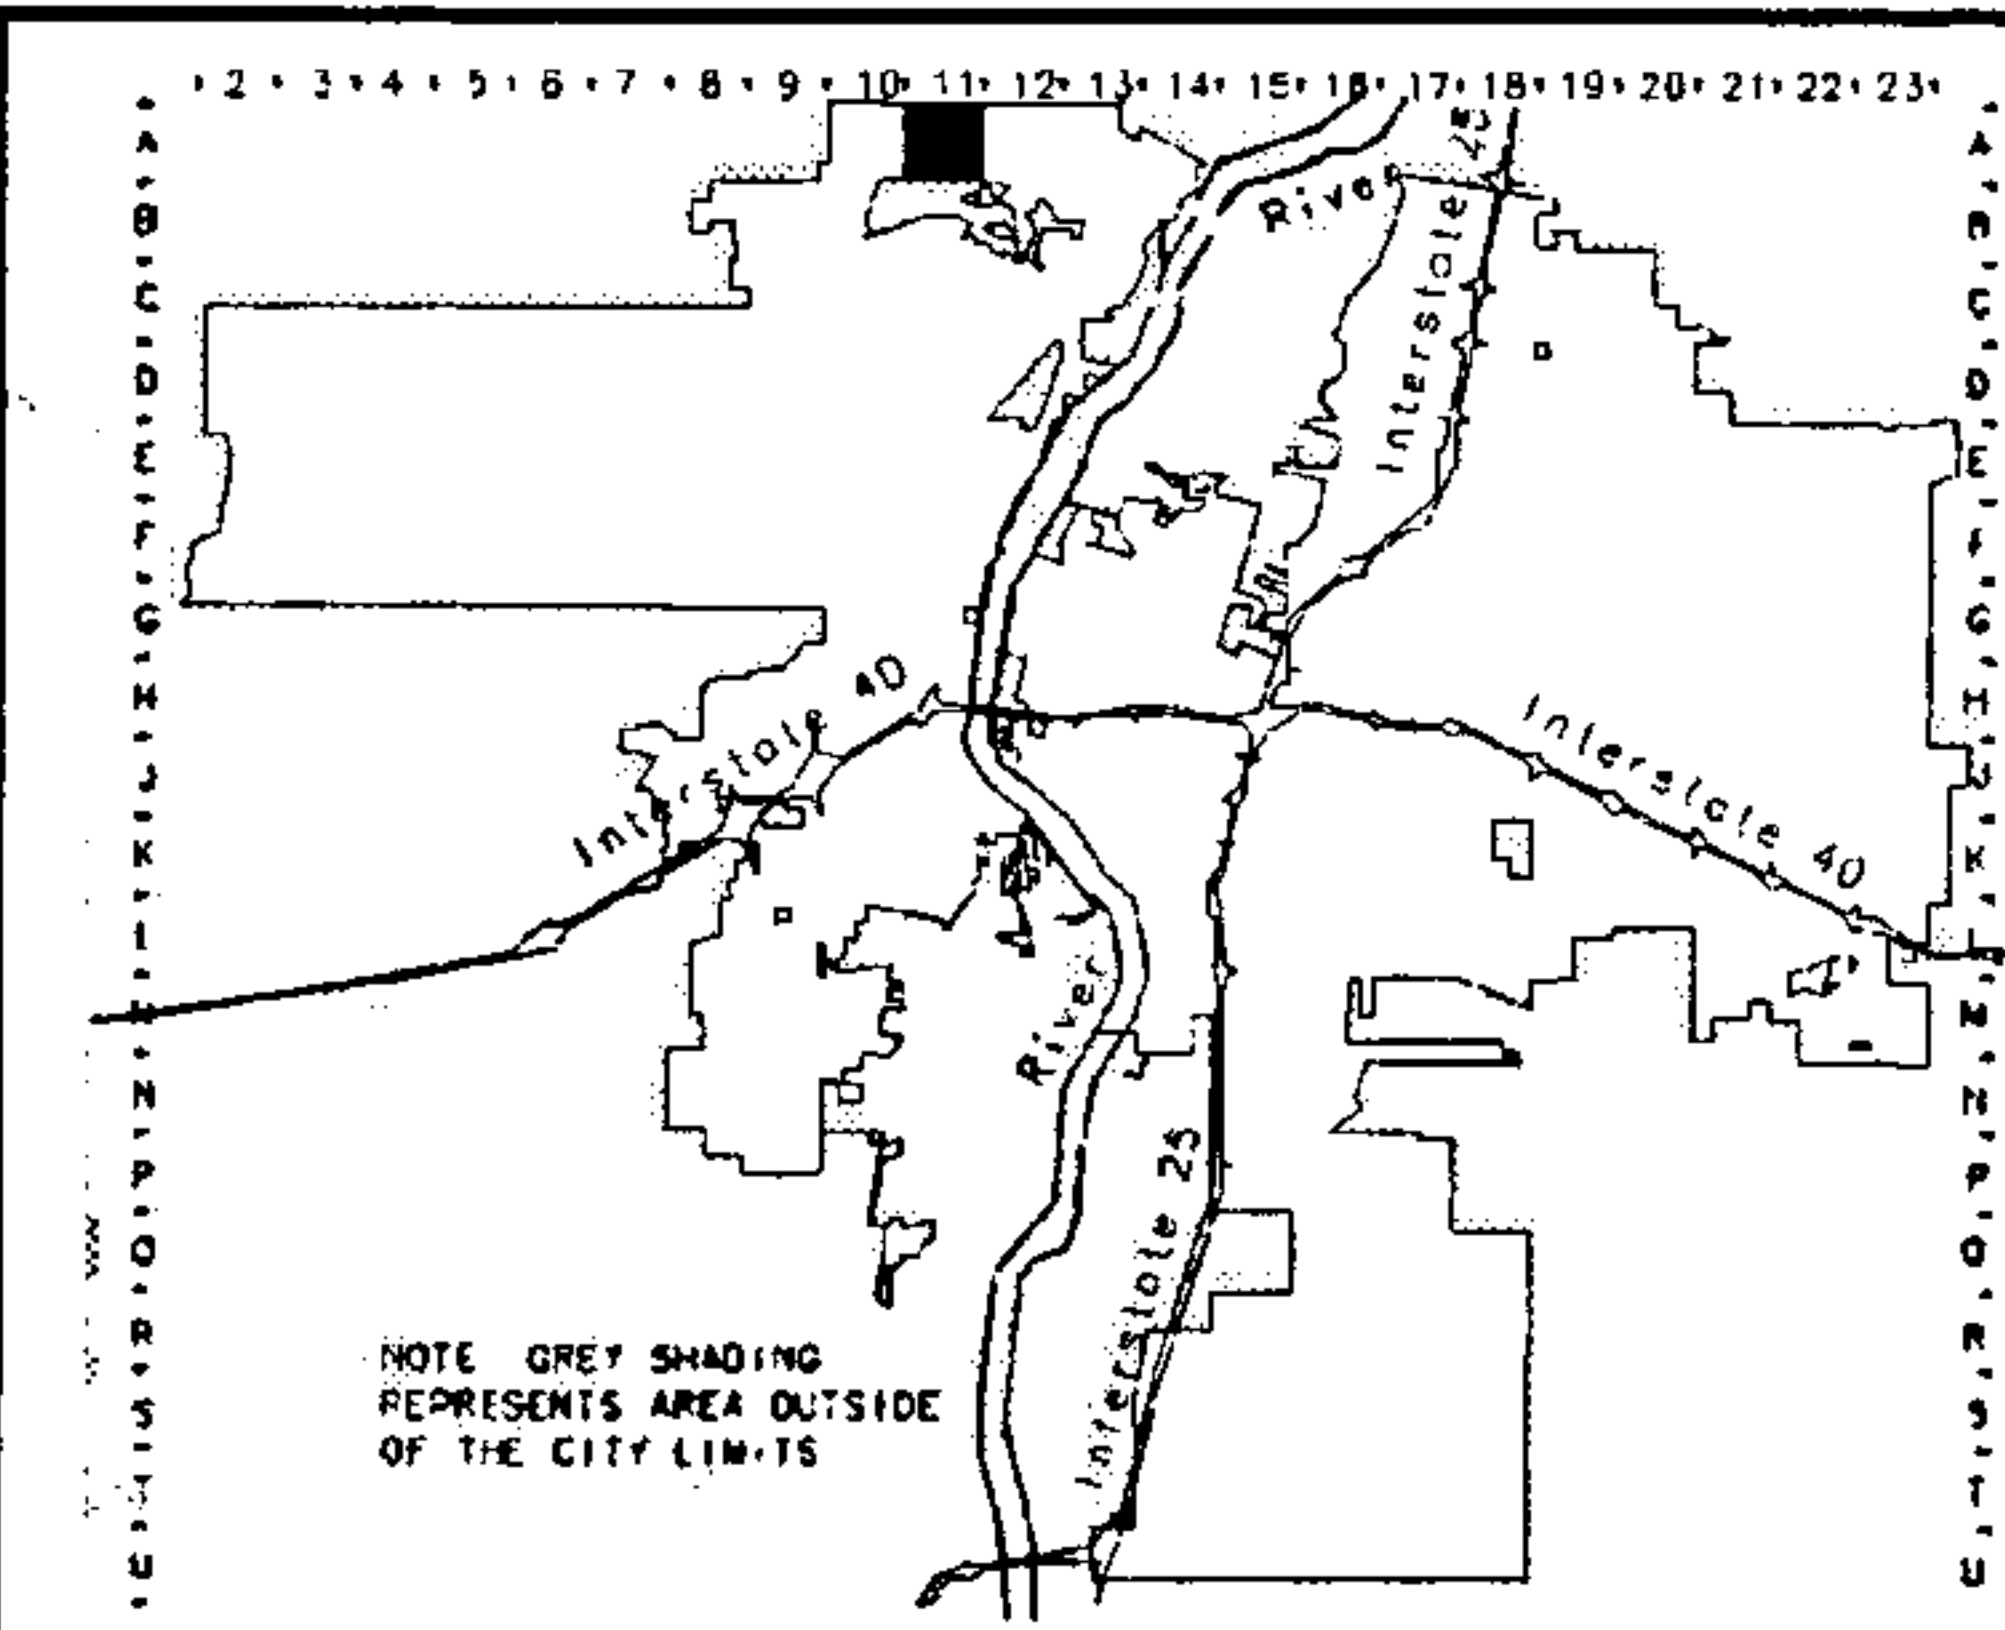 2 3 4 5 6 7 8 9 10 11 12 13 14 15 16 17 18 19 20 21 22 23
A A
B B
C C
D D
E E
F F
G G
H H
J J
K K
L L
M M
N N
P P
Q Q
R R
S S
T T
U U
River
Interstate 25
Interstate 40
Interstate 40
River
Interstate 25
NOTE GREY SHADING
REPRESENTS AREA OUTSIDE
OF THE CITY LIMITS